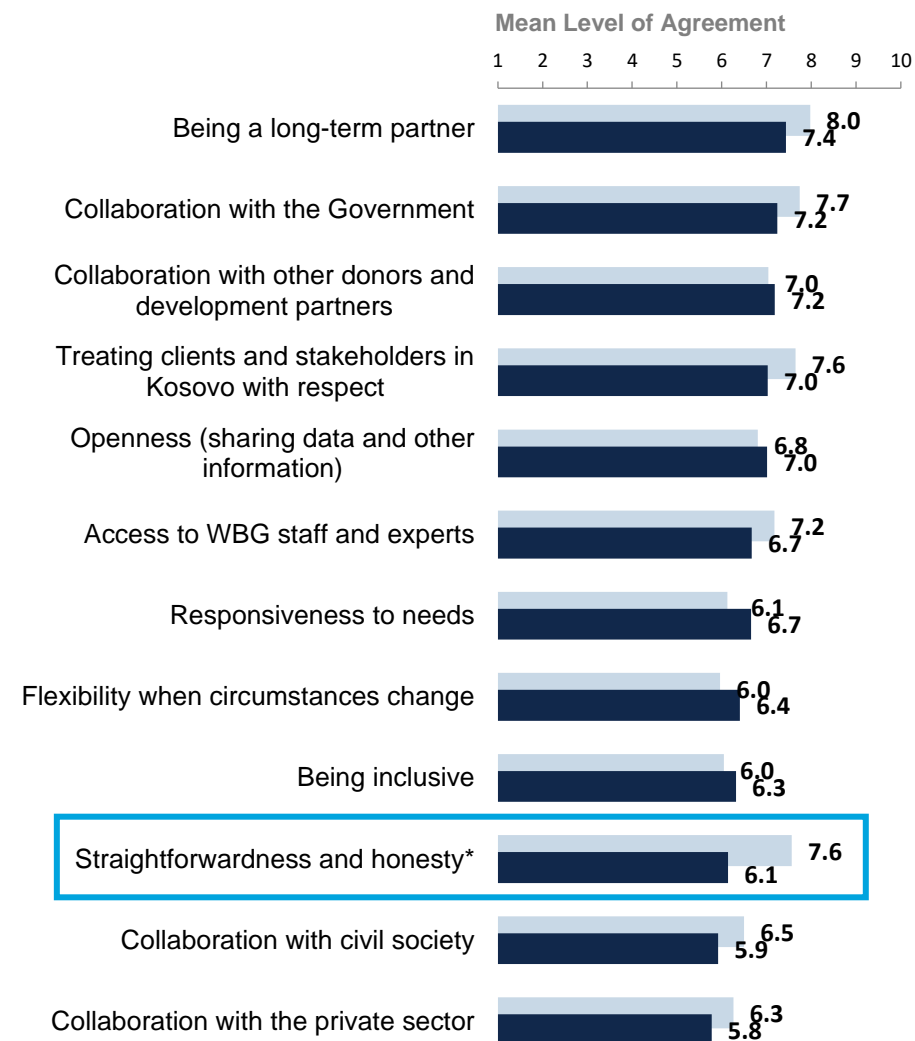 Mean Level of Agreement
1 2 3 4 5 6 7 8 9 10
Being a long-term partner
8.0
7.4
Collaboration with the Government
7.7
7.2
Collaboration with other donors and
development partners
7.0
7.2
Treating clients and stakeholders in
Kosovo with respect
7.6
7.0
Openness (sharing data and other
information)
6.8
7.0
Access to WBG staff and experts
7.2
6.7
Responsiveness to needs
6.1
6.7
Flexibility when circumstances change
6.0
6.4
Being inclusive
6.0
6.3
Straightforwardness and honesty*
7.6
6.1
Collaboration with civil society
6.5
5.9
Collaboration with the private sector
6.3
5.8